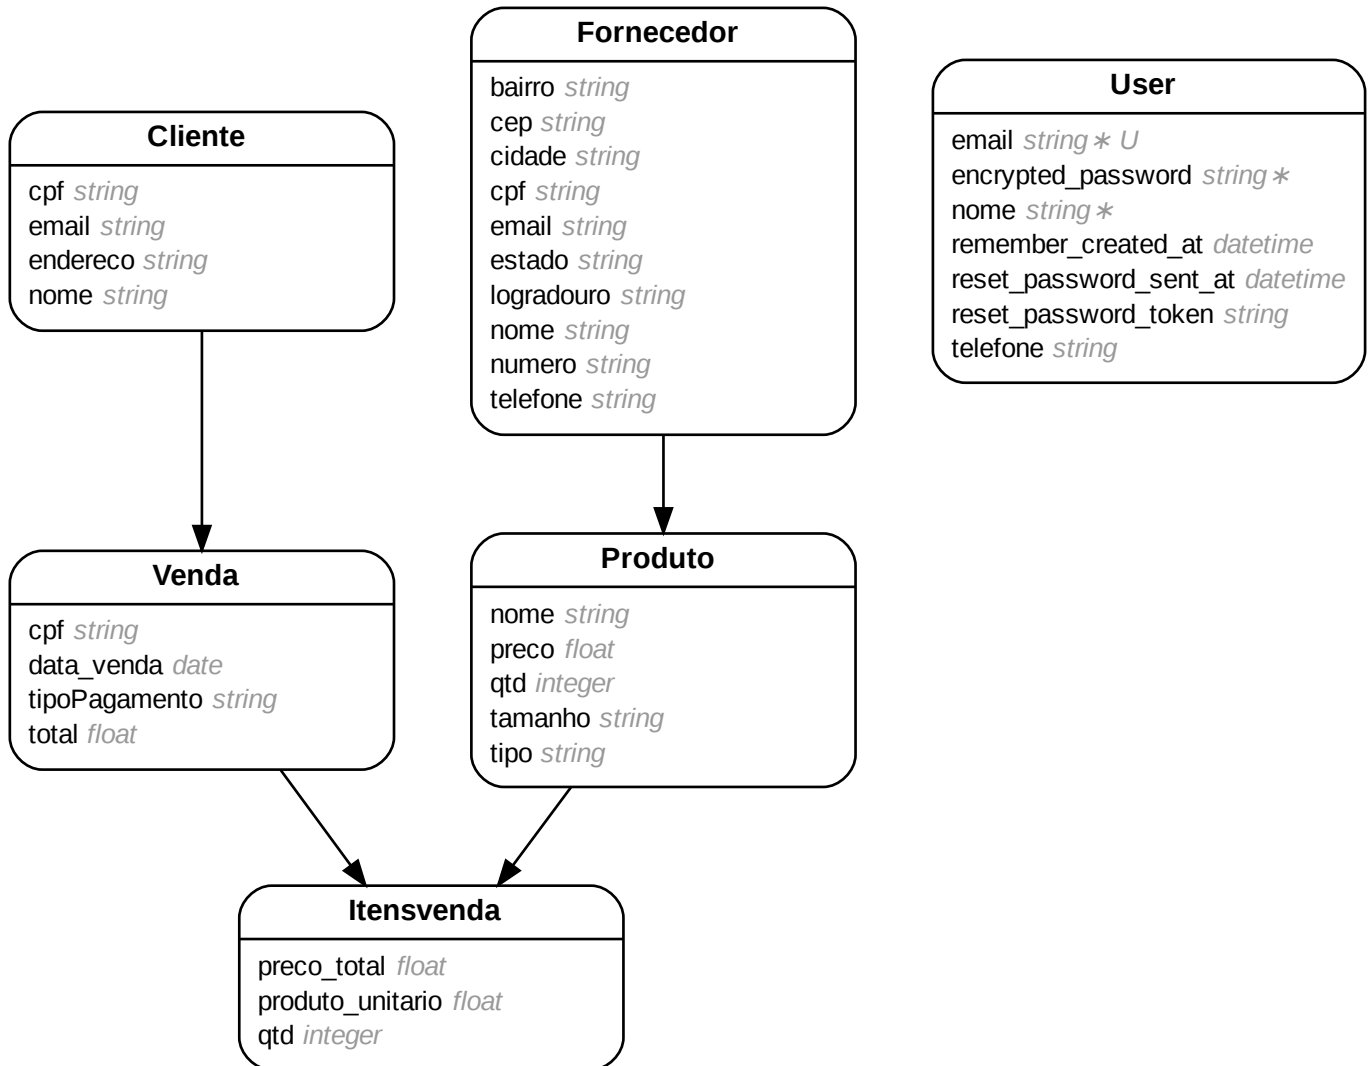 Cliente
cpf string
email string
endereco string
nome string
Fornecedor
bairro string
cep string
cidade string
cpf string
email string
estado string
logradouro string
nome string
numero string
telefone string
User
email string∗ U
encrypted_password string∗
nome string∗
remember_created_at datetime
reset_password_sent_at datetime
reset_password_token string
telefone string
Venda
cpf string
data_venda date
tipoPagamento string
total float
Produto
nome string
preco float
qtd integer
tamanho string
tipo string
Itensvenda
preco_total float
produto_unitario float
qtd integer